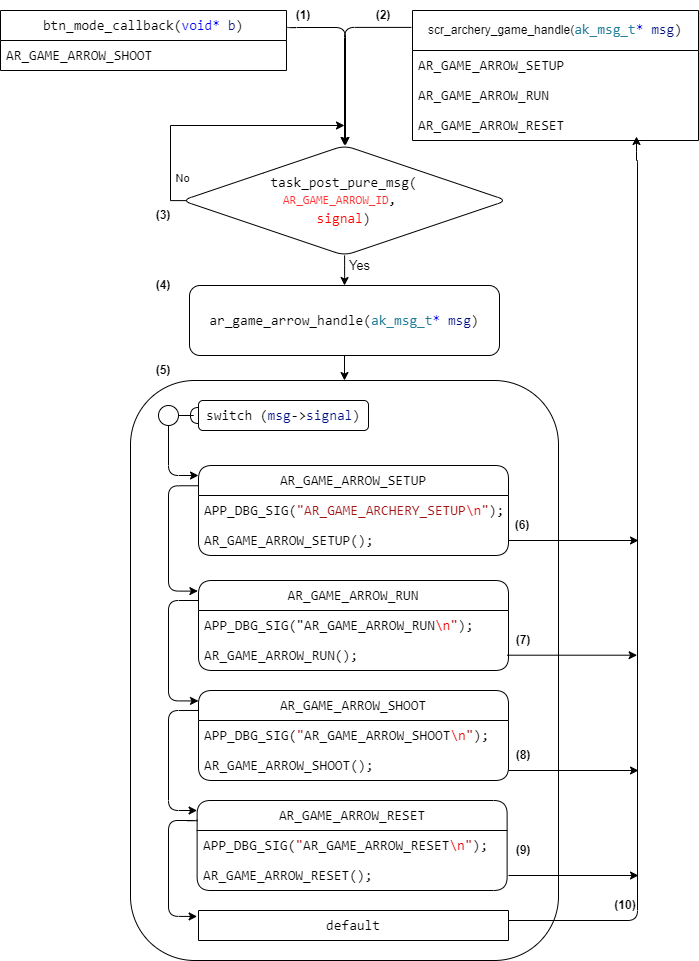 btn_mode_callback(void* b)
AR_GAME_ARROW_SHOOT
(1)
(2)
scr_archery_game_handle(ak_msg_t* msg)
AR_GAME_ARROW_SETUP
AR_GAME_ARROW_RUN
AR_GAME_ARROW_RESET
No
(3)
task_post_pure_msg(
AR_GAME_ARROW_ID,
signal)
Yes
(4)
ar_game_arrow_handle(ak_msg_t* msg)
(5)
switch (msg->signal)
AR_GAME_ARROW_SETUP
APP_DBG_SIG("AR_GAME_ARCHERY_SETUP\n");
AR_GAME_ARROW_SETUP();
(6)
AR_GAME_ARROW_RUN
APP_DBG_SIG("AR_GAME_ARROW_RUN\n");
AR_GAME_ARROW_RUN();
(7)
AR_GAME_ARROW_SHOOT
APP_DBG_SIG("AR_GAME_ARROW_SHOOT\n");
AR_GAME_ARROW_SHOOT();
(8)
AR_GAME_ARROW_RESET
APP_DBG_SIG("AR_GAME_ARROW_RESET\n");
AR_GAME_ARROW_RESET();
(9)
default
(10)